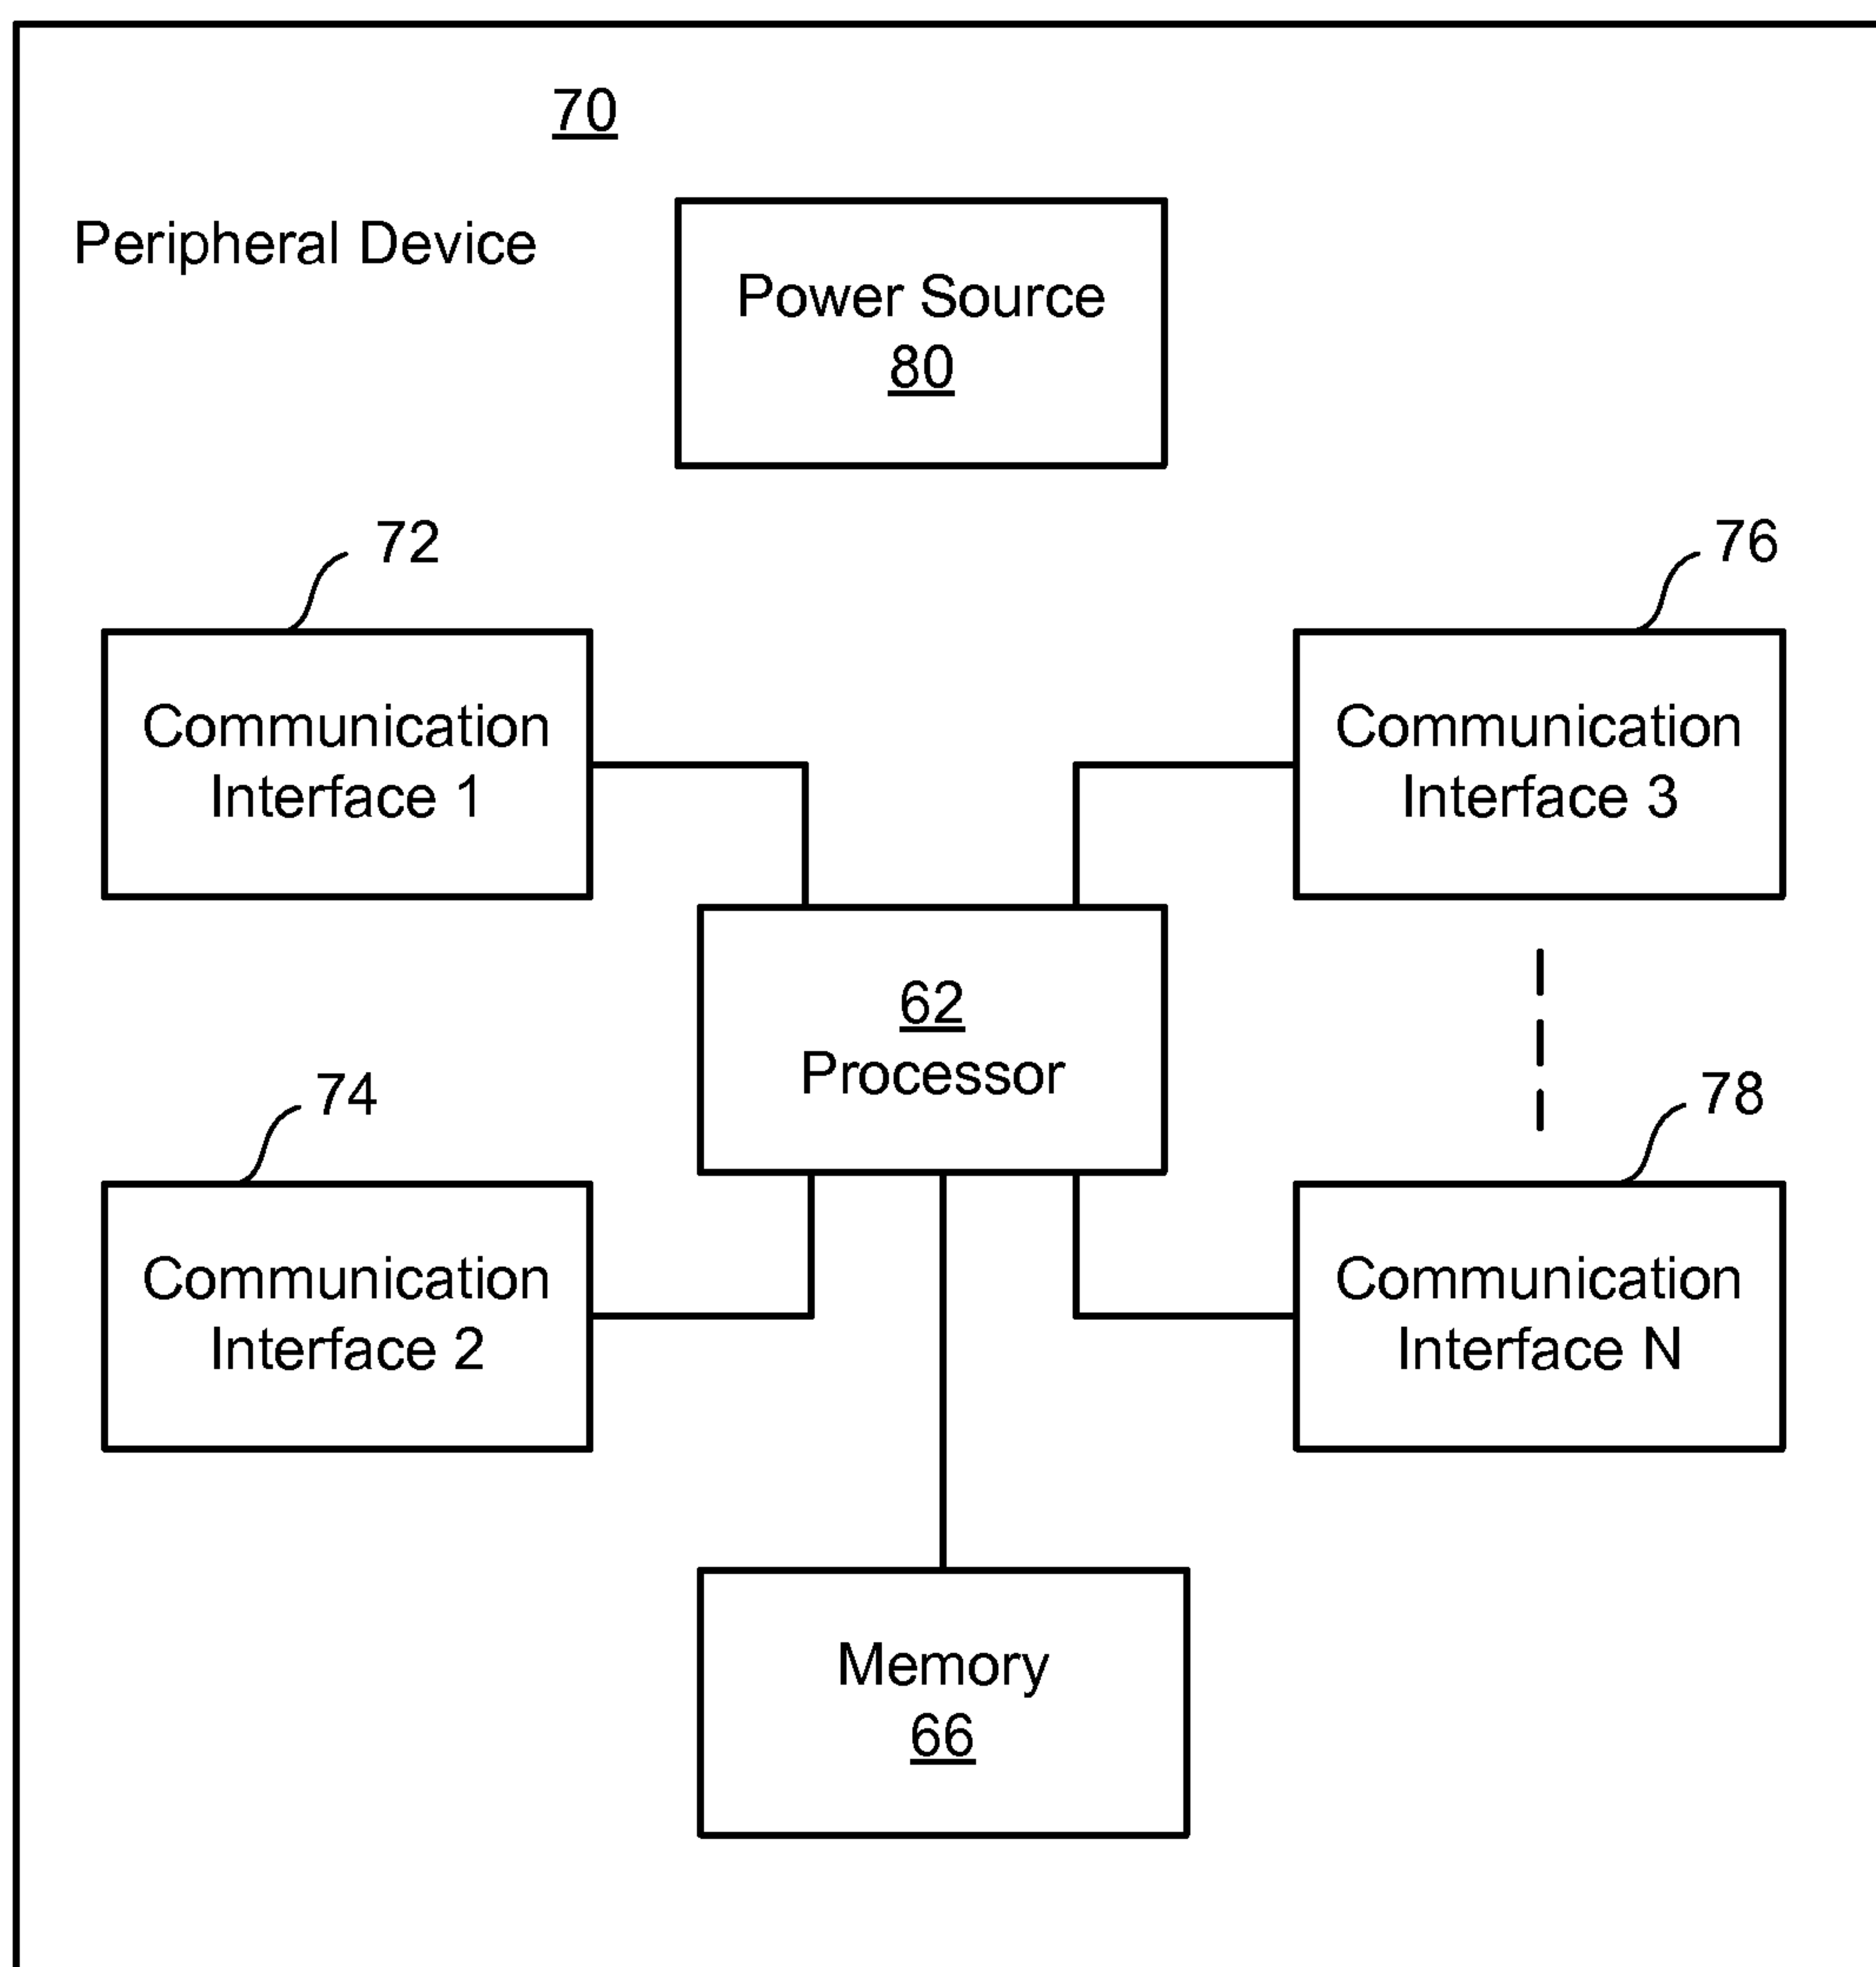 70
Peripheral Device
Power Source
80
72
76
Communication
Interface 1
Communication
Interface 3
62
Processor
74
78
Communication
Interface 2
Communication
Interface N
Memory
66